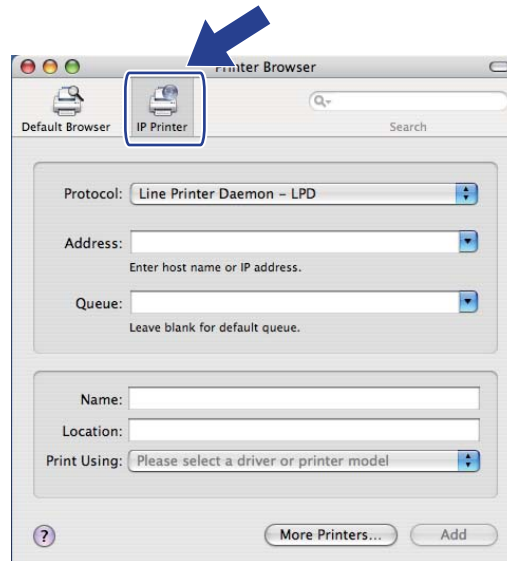 Printer Browser
Default Browser
IP Printer
Search
Protocol: Line Printer Daemon – LPD
Address:
Enter host name or IP address.
Queue:
Leave blank for default queue.
Name:
Location:
Print Using: Please select a driver or printer model
? More Printers... Add